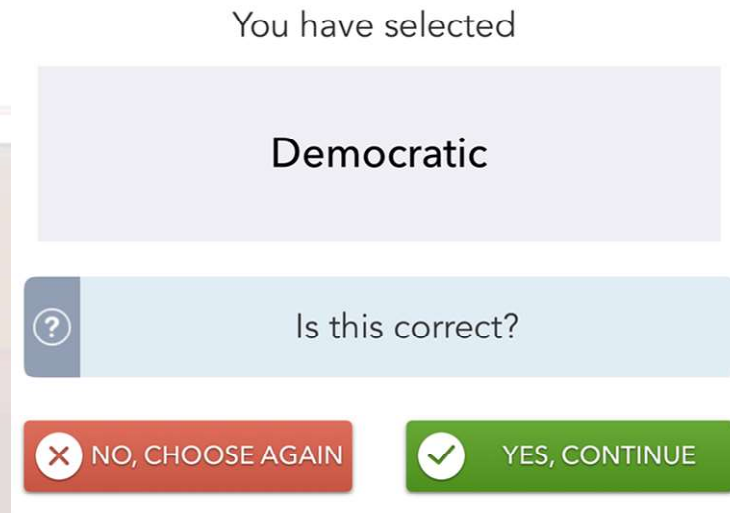 You have selected
Democratic
? Is this correct?
NO, CHOOSE AGAIN
YES, CONTINUE